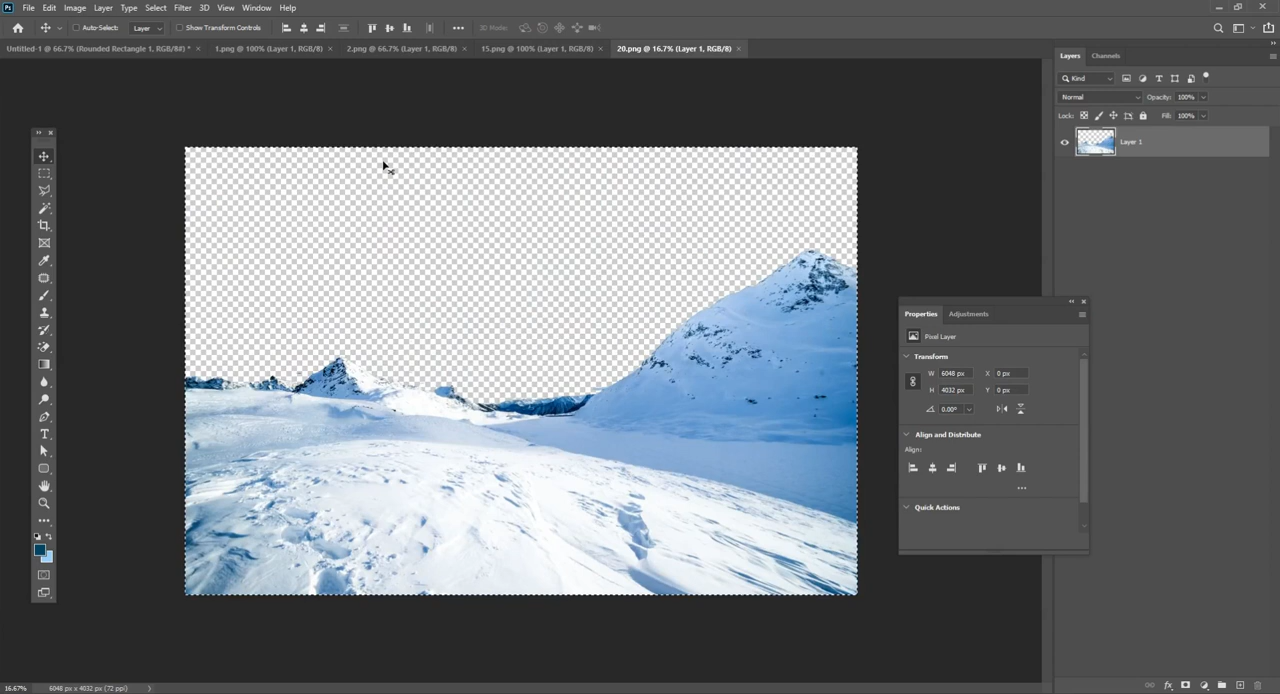 Ps File Edit Image Layer Type Select Filter 3D View Window Help
Auto-Select: Layer Show Transform Controls 3D Mode:
Untitled-1 @ 66.7% (Rounded Rectangle 1, RGB/8#) * 1.png @ 100% (Layer 1, RGB/8) 2.png @ 66.7% (Layer 1, RGB/8) 15.png @ 100% (Layer 1, RGB/8) 20.png @ 16.7% (Layer 1, RGB/8)
Layers Channels
Kind
Normal Opacity: 100%
Lock: Fill: 100%
Layer 1
Properties Adjustments
Pixel Layer
Transform
W 6048 px X 0 px
H 4032 px Y 0 px
0.00°
Align and Distribute
Align:
Quick Actions
16.67% 6048 px x 4032 px (72 ppi)
fx